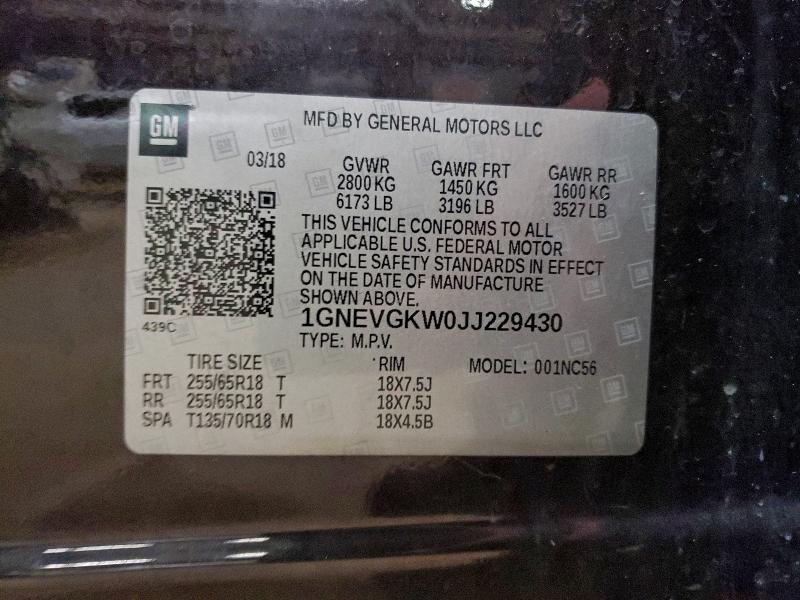 GM
MFD BY GENERAL MOTORS LLC
03/18 GVWR GAWR FRT GAWR RR
2800 KG 1450 KG 1600 KG
6173 LB 3196 LB 3527 LB
THIS VEHICLE CONFORMS TO ALL
APPLICABLE U.S. FEDERAL MOTOR
VEHICLE SAFETY STANDARDS IN EFFECT
ON THE DATE OF MANUFACTURE
SHOWN ABOVE.
439C
1GNEVGKW0JJ229430
TYPE: M.P.V.
TIRE SIZE RIM MODEL: 001NC56
FRT 255/65R18 T 18X7.5J
RR 255/65R18 T 18X7.5J
SPA T135/70R18 M 18X4.5B